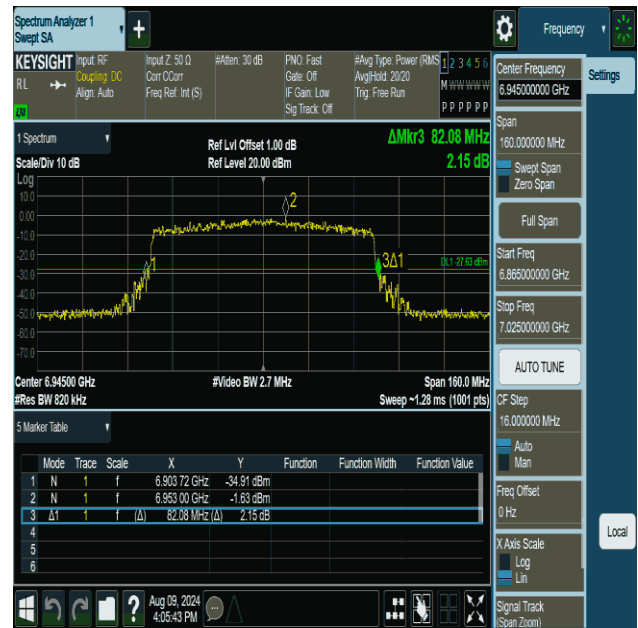 Spectrum Analyzer 1
Swept SA
+
Frequency
KEYSIGHT
RL
Input: RF
Coupling: DC
Align: Auto
Input Z: 50 Ω
Corr CCorr
Freq Ref: Int (S)
#Atten: 30 dB
PNO: Fast
Gate: Off
IF Gain: Low
Sig Track: Off
#Avg Type: Power (RMS
Avg|Hold: 20/20
Trig: Free Run
1 2 3 4 5 6
M W W W W W
P P P P P P
1 Spectrum
Scale/Div 10 dB
Ref Lvl Offset 1.00 dB
Ref Level 20.00 dBm
ΔMkr3 82.08 MHz
2.15 dB
Log
10.0
0.00
-10.0
-20.0
-30.0
-40.0
-50.0
-60.0
-70.0
2
1
3Δ1
DL1 -27.63 dBm
Center 6.94500 GHz
#Res BW 820 kHz
#Video BW 2.7 MHz
Span 160.0 MHz
Sweep ~1.28 ms (1001 pts)
5 Marker Table
Mode Trace Scale X Y Function Function Width Function Value
1 N 1 f 6.903 72 GHz -34.91 dBm
2 N 1 f 6.953 00 GHz -1.63 dBm
3 Δ1 1 f (Δ) 82.08 MHz (Δ) 2.15 dB
4
5
6
Center Frequency
6.945000000 GHz
Span
160.000000 MHz
Swept Span
Zero Span
Full Span
Start Freq
6.865000000 GHz
Stop Freq
7.025000000 GHz
AUTO TUNE
CF Step
16.000000 MHz
Auto
Man
Freq Offset
0 Hz
X Axis Scale
Log
Lin
Signal Track
(Span Zoom)
Settings
Local
?
Aug 09, 2024
4:05:43 PM